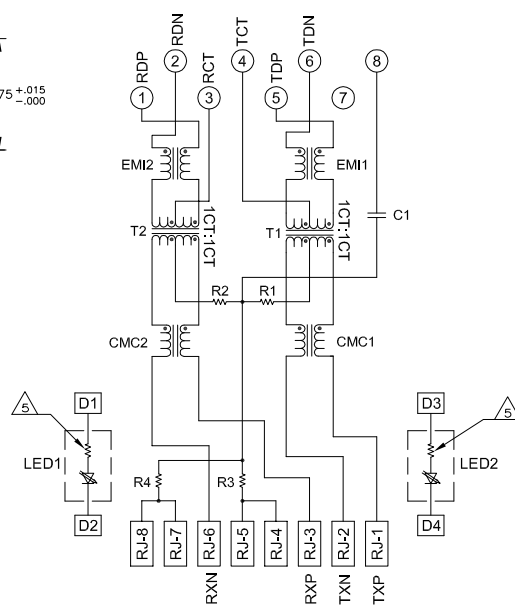 75 +.015
-.000
RDP
RDN
RCT
TCT
TDP
TDN
1
2
3
4
5
6
7
8
EMI2
EMI1
T2
1CT:1CT
T1
1CT:1CT
C1
R2
R1
CMC2
CMC1
5
D1
LED1
D2
5
D3
LED2
D4
R4
R3
RJ-8
RJ-7
RJ-6
RJ-5
RJ-4
RJ-3
RJ-2
RJ-1
RXN
RXP
TXN
TXP